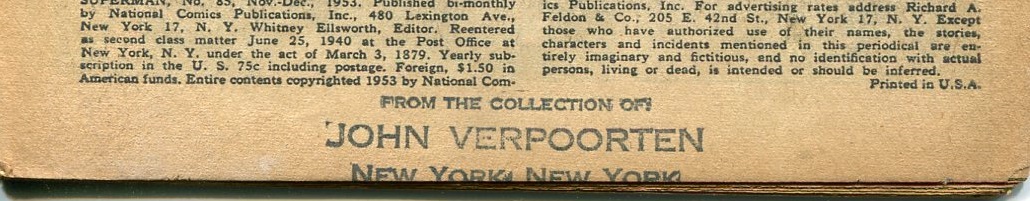 SUPERMAN, No. 85, Nov.-Dec., 1953. Published bi-monthly
by National Comics Publications, Inc., 480 Lexington Ave.,
New York 17, N. Y. Whitney Ellsworth, Editor. Reentered
as second class matter June 25, 1940 at the Post Office at
New York, N. Y. under the act of March 3, 1879. Yearly sub-
scription in the U. S. 75c including postage. Foreign, $1.50 in
American funds. Entire contents copyrighted 1953 by National Com-
ics Publications, Inc. For advertising rates address Richard A.
Feldon & Co., 205 E. 42nd St., New York 17, N. Y. Except
those who have authorized use of their names, the stories,
characters and incidents mentioned in this periodical are en-
tirely imaginary and fictitious, and no identification with actual
persons, living or dead, is intended or should be inferred.
Printed in U.S.A.
FROM THE COLLECTION OF:
JOHN VERPOORTEN
NEW YORK, NEW YORK